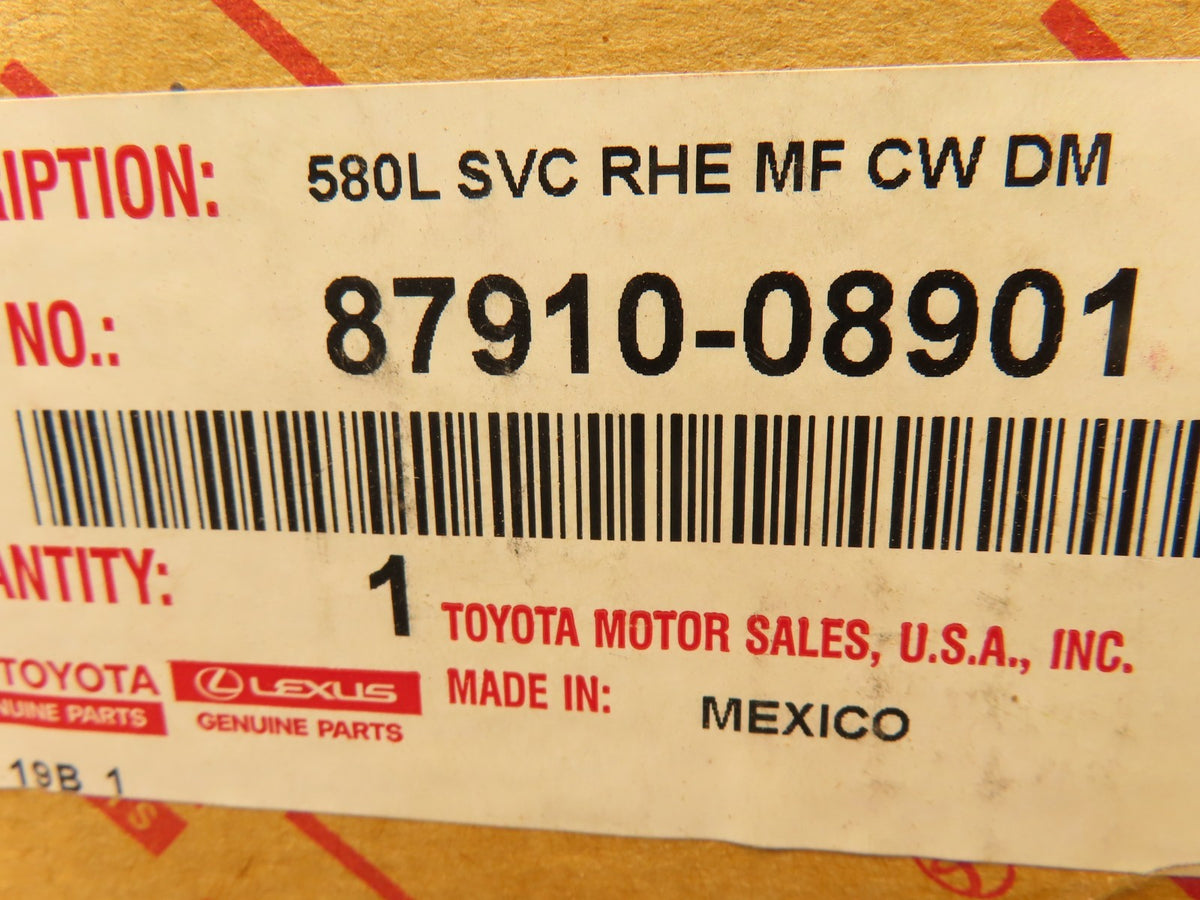 RIPTION: 580L SVC RHE MF CW DM
NO.: 87910-08901
ANTITY: 1
TOYOTA MOTOR SALES, U.S.A., INC.
TOYOTA LEXUS MADE IN: MEXICO
NUINE PARTS GENUINE PARTS
19B 1